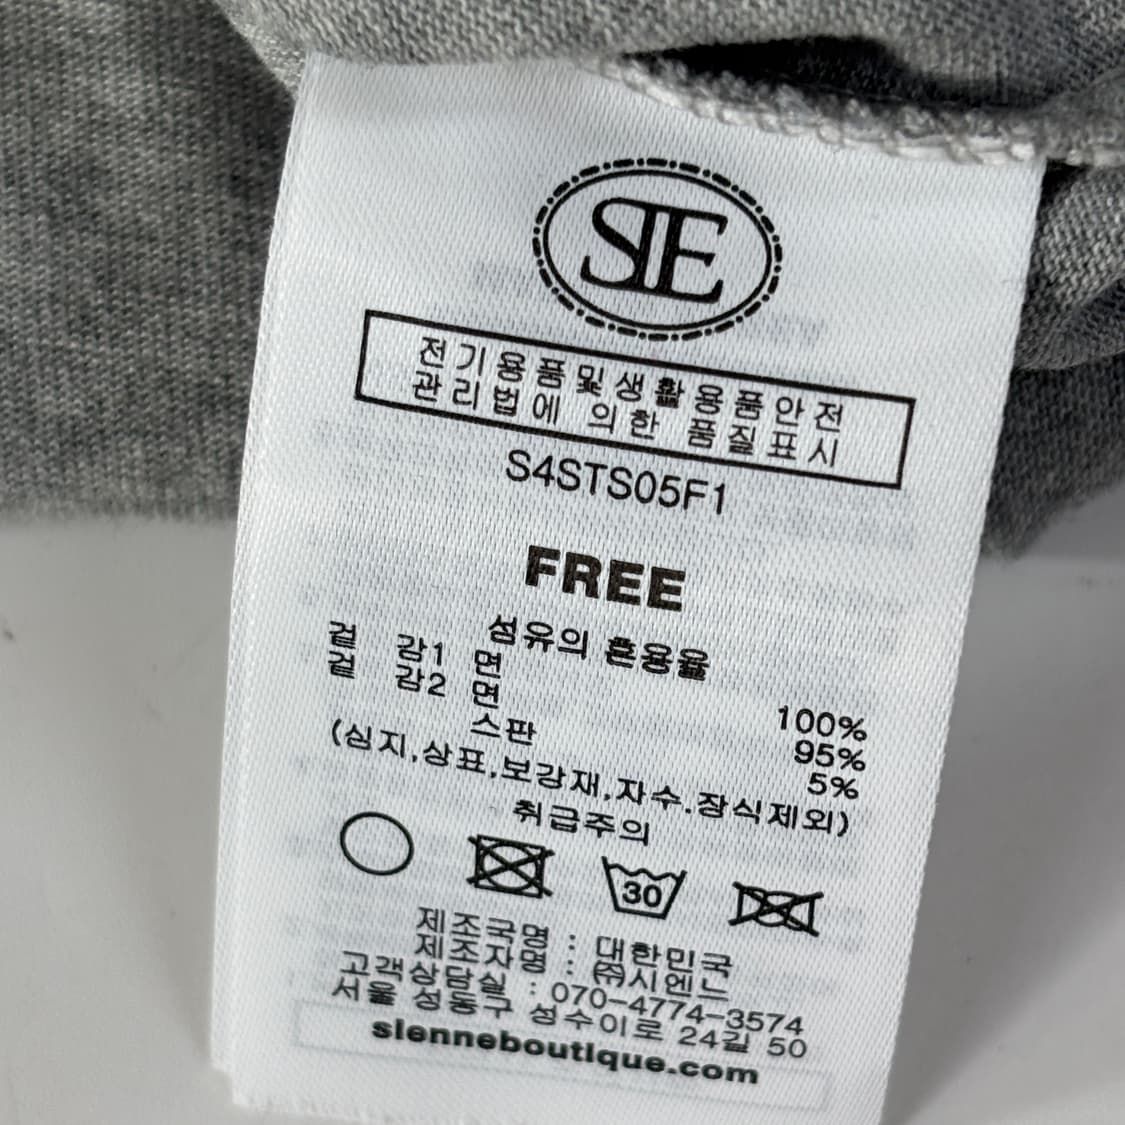 SIE
전기용품및생활용품안전
관리법에 의한 품질표시
S4STS05F1
FREE
섬유의 혼용율
겉 감1 면 100%
겉 감2 면 95%
스판 5%
(심지,상표,보강재,자수.장식제외)
취급주의
30
제조국명 : 대한민국
제조자명 : ㈜시엔느
고객상담실 : 070-4774-3574
서울 성동구 성수이로 24길 50
sienneboutique.com